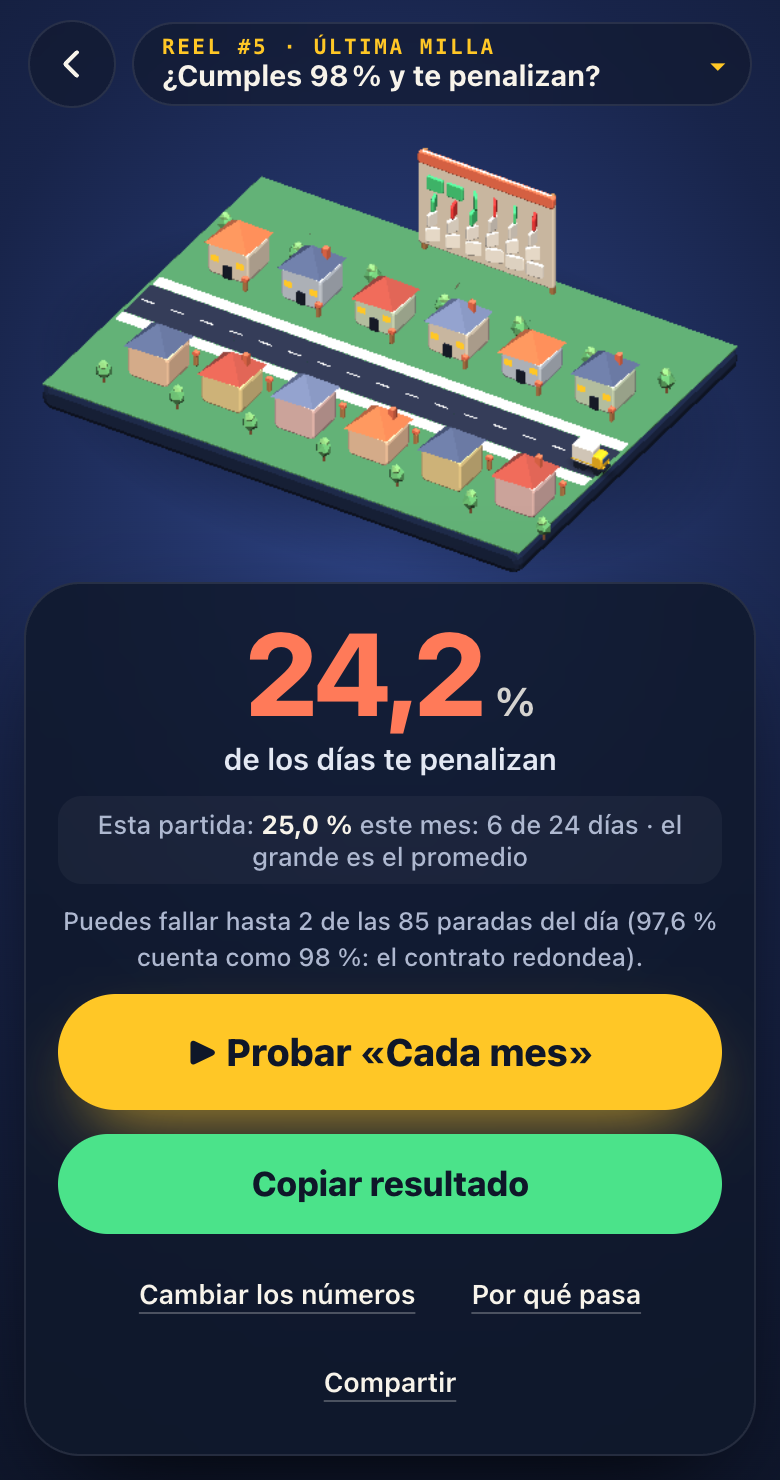 REEL #5 · ÚLTIMA MILLA
¿Cumples 98 % y te penalizan?
24,2 %
de los días te penalizan
Esta partida: 25,0 % este mes: 6 de 24 días · el
grande es el promedio
Puedes fallar hasta 2 de las 85 paradas del día (97,6 %
cuenta como 98 %: el contrato redondea).
Probar «Cada mes»
Copiar resultado
Cambiar los números
Por qué pasa
Compartir